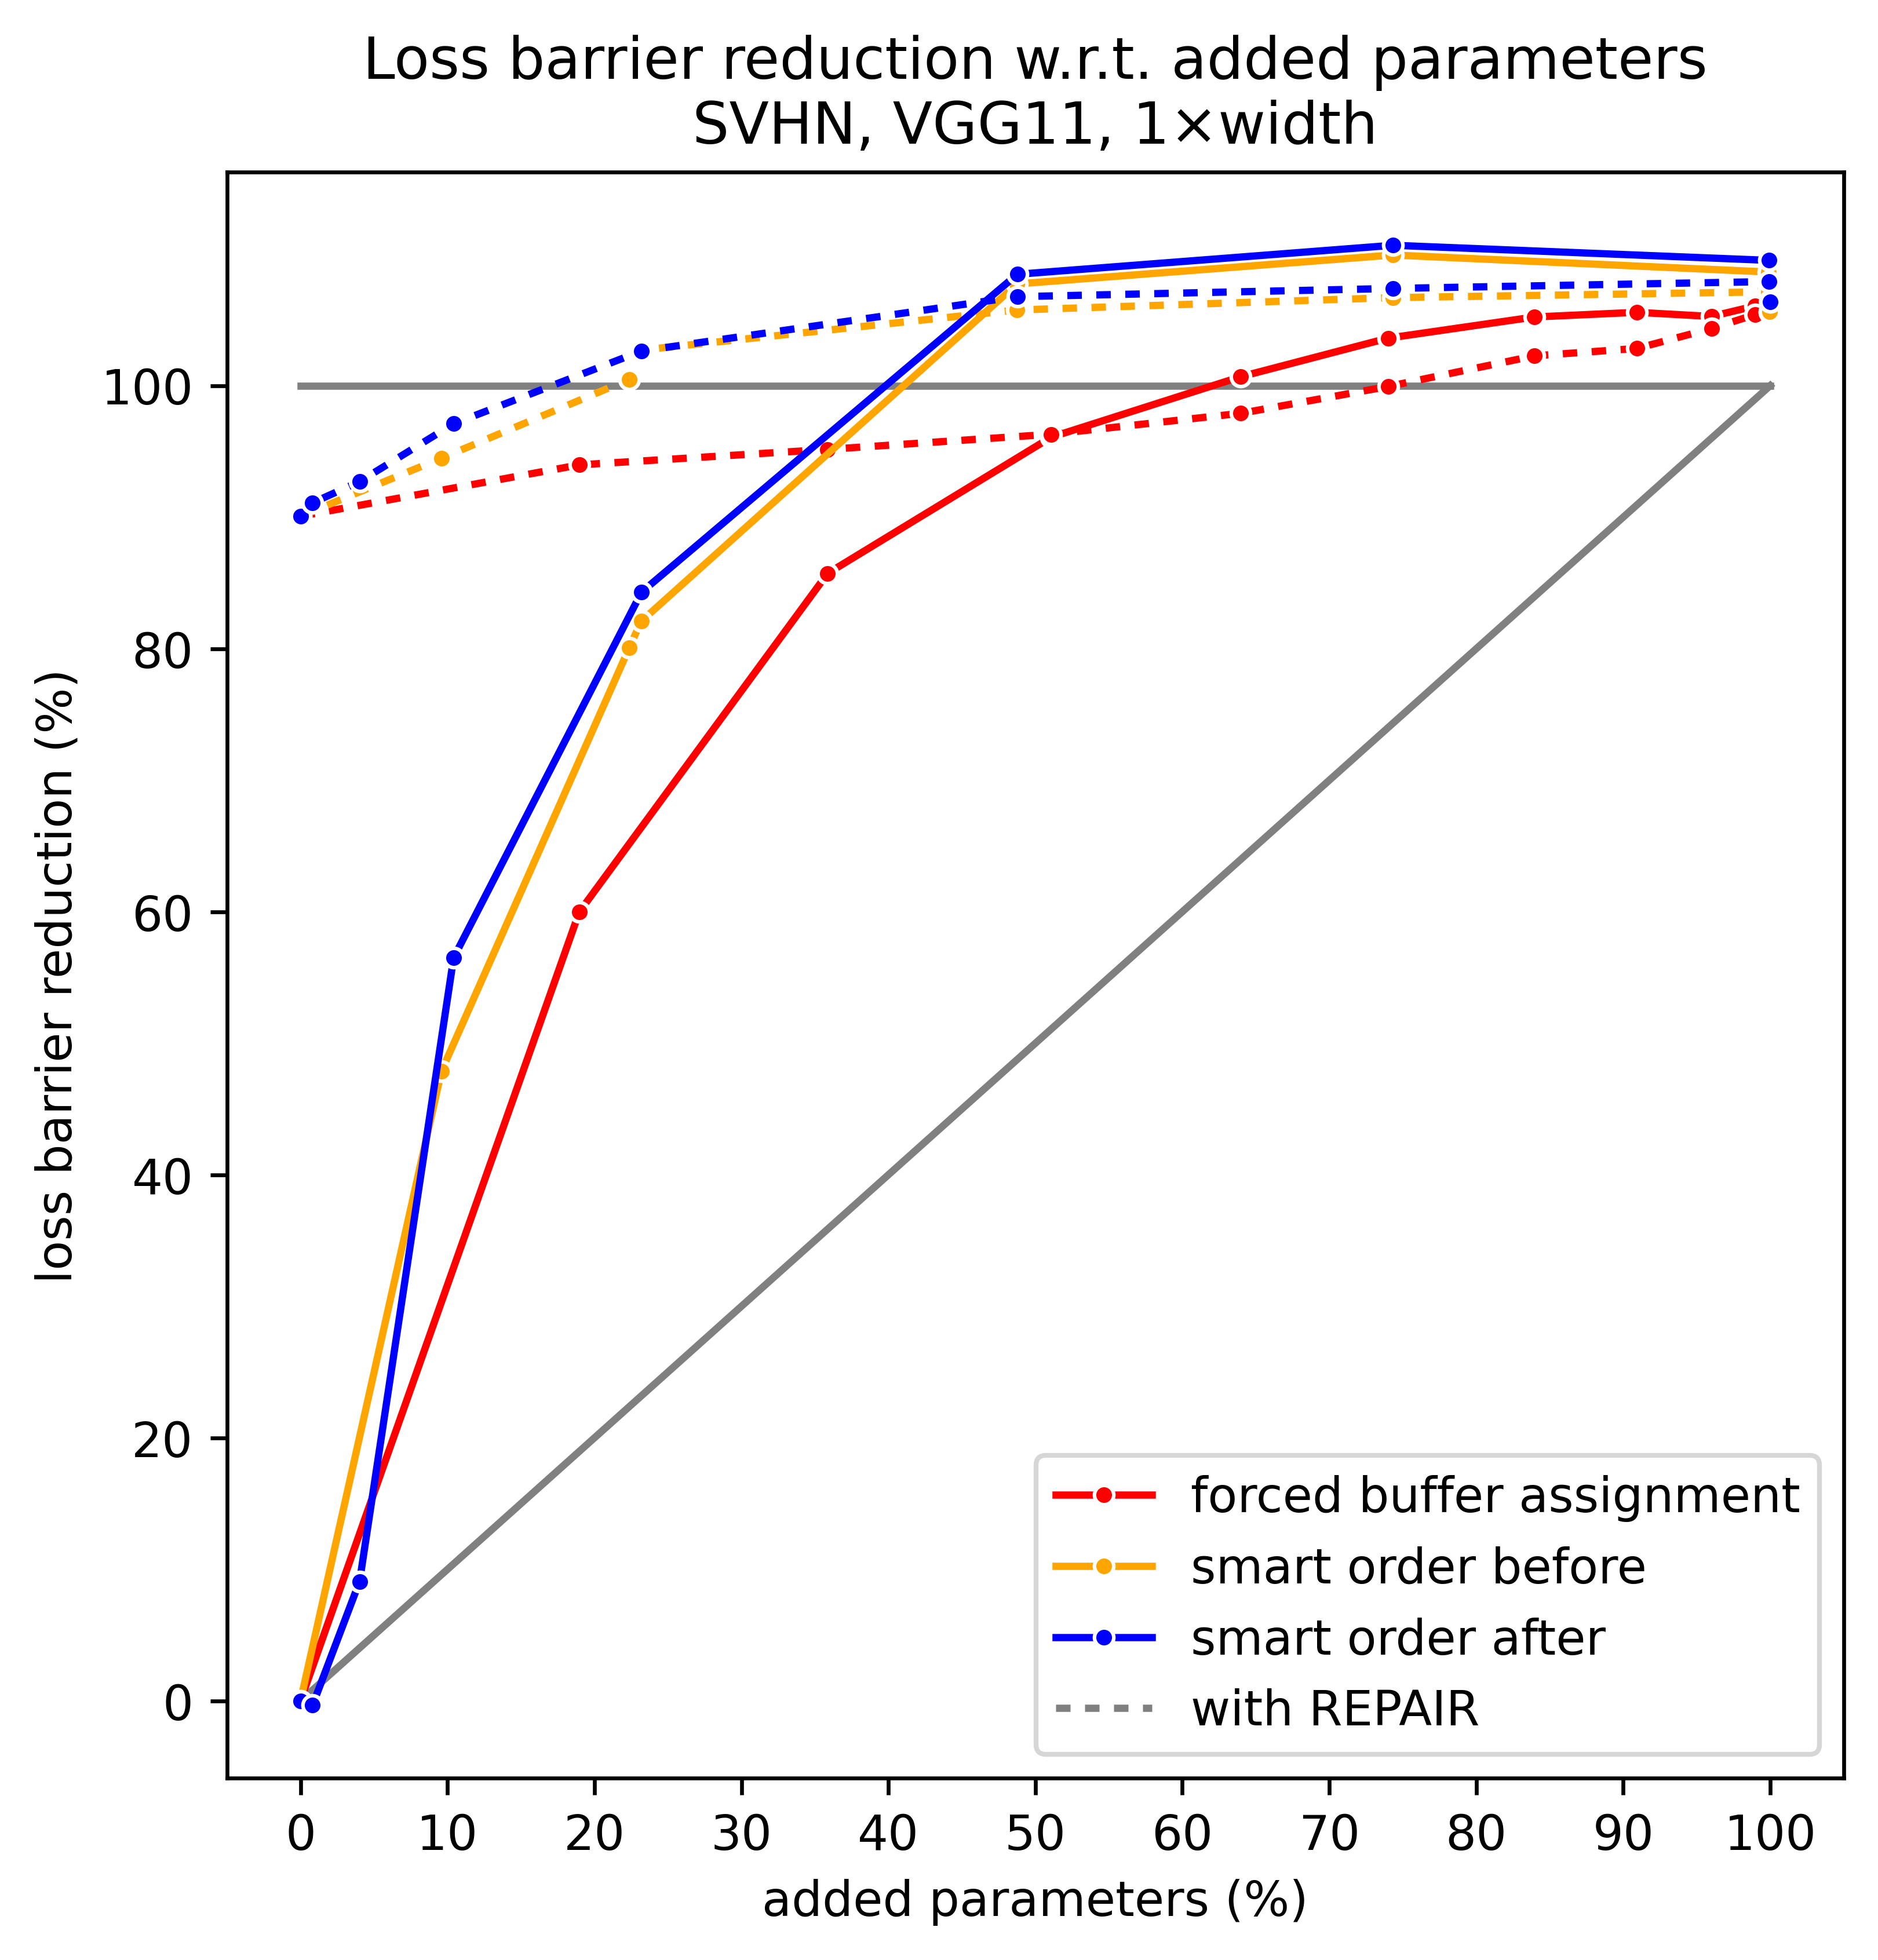 Loss barrier reduction w.r.t. added parameters
SVHN, VGG11, 1×width
loss barrier reduction (%)
100
80
60
40
20
0
0 10 20 30 40 50 60 70 80 90 100
added parameters (%)
forced buffer assignment
smart order before
smart order after
with REPAIR